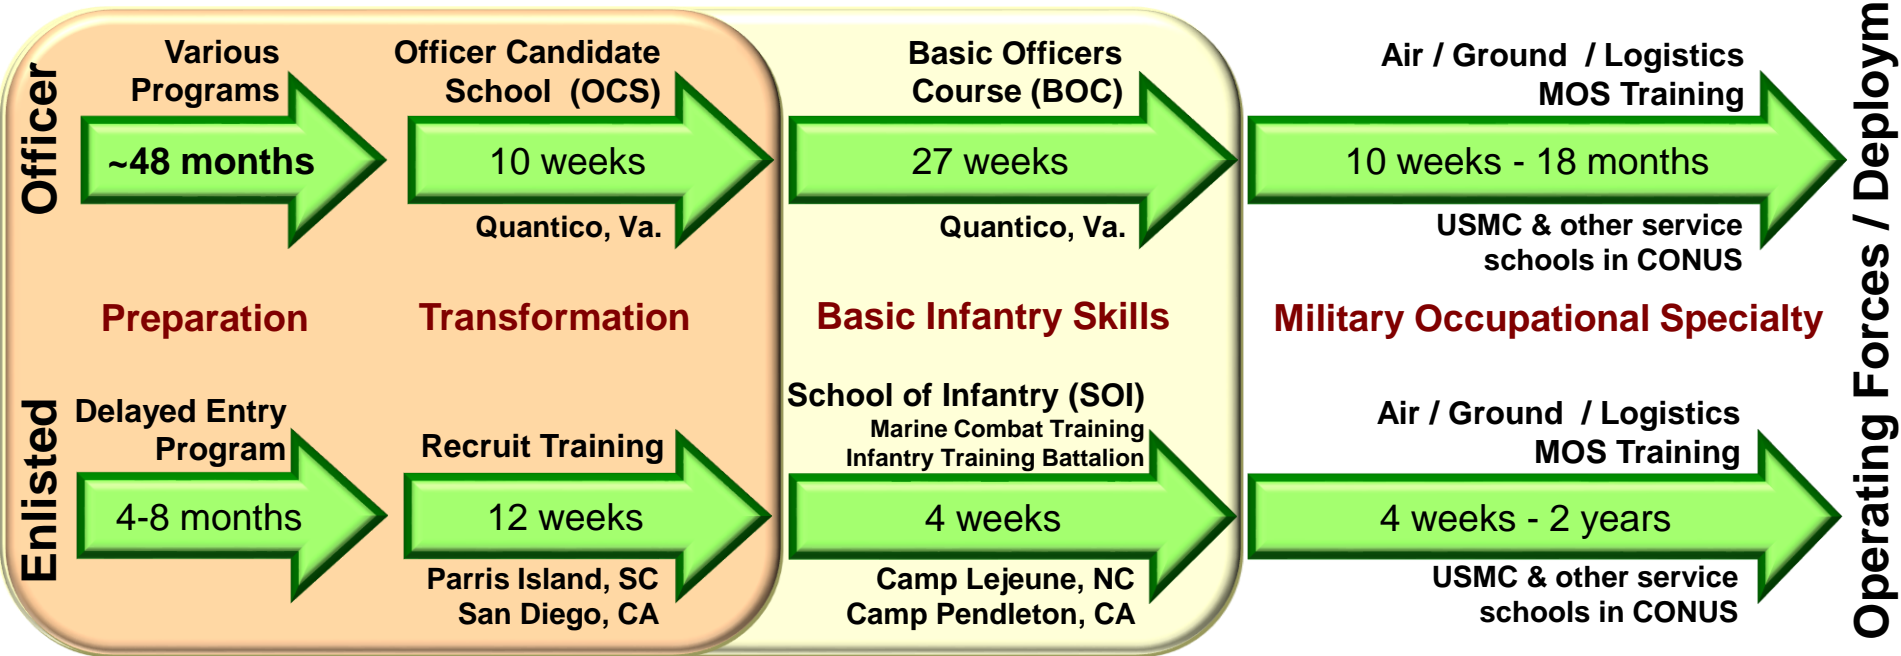 Officer
Various
Programs
~48 months
Officer Candidate
School (OCS)
10 weeks
Quantico, Va.
Basic Officers
Course (BOC)
27 weeks
Quantico, Va.
Air / Ground / Logistics
MOS Training
10 weeks - 18 months
USMC & other service
schools in CONUS
Preparation
Transformation
Basic Infantry Skills
Military Occupational Specialty
Enlisted
Delayed Entry
Program
4-8 months
Recruit Training
12 weeks
Parris Island, SC
San Diego, CA
School of Infantry (SOI)
Marine Combat Training
Infantry Training Battalion
4 weeks
Camp Lejeune, NC
Camp Pendleton, CA
Air / Ground / Logistics
MOS Training
4 weeks - 2 years
USMC & other service
schools in CONUS
Operating Forces / Deploym